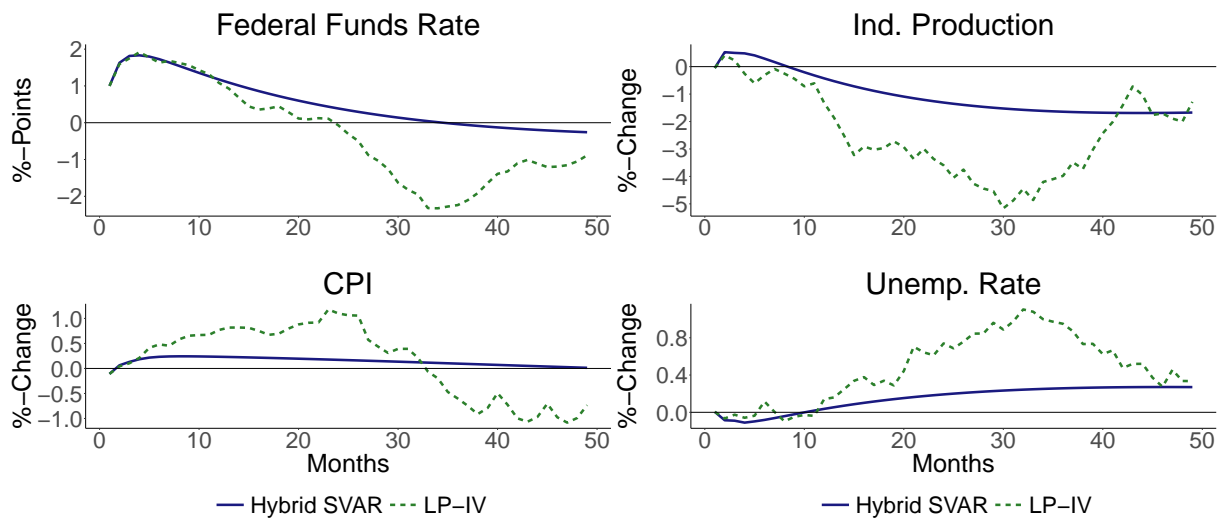 Federal Funds Rate
%−Points
2
1
0
−1
−2
0 10 20 30 40 50
Ind. Production
%−Change
0
−1
−2
−3
−4
−5
0 10 20 30 40 50
CPI
%−Change
1.0
0.5
0.0
−0.5
−1.0
0 10 20 30 40 50
Months
Unemp. Rate
%−Change
0.8
0.4
0.0
0 10 20 30 40 50
Months
Hybrid SVAR LP−IV
Hybrid SVAR LP−IV